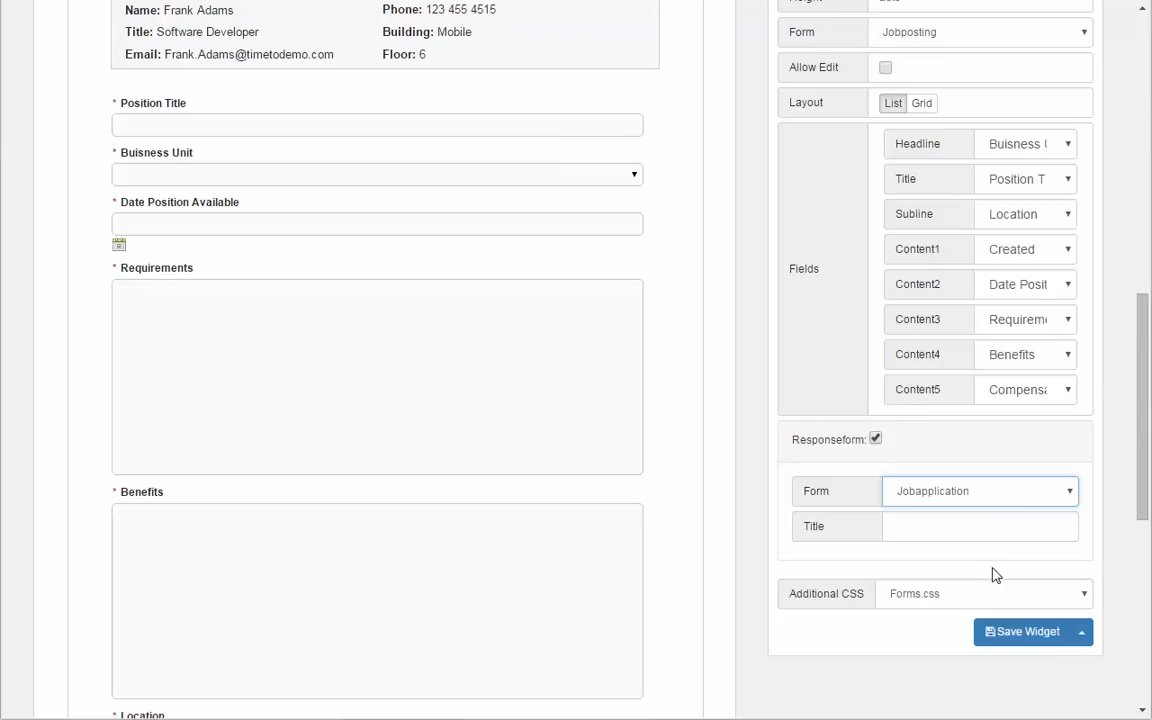 Name: Frank Adams
Phone: 123 455 4515
Title: Software Developer
Building: Mobile
Email: Frank.Adams@timetodemo.com
Floor: 6
* Position Title
* Buisness Unit
* Date Position Available
* Requirements
* Benefits
* Location
Form Jobposting
Allow Edit
Layout List Grid
Fields
Headline Buisness
Title Position T
Subline Location
Content1 Created
Content2 Date Posit
Content3 Requirem
Content4 Benefits
Content5 Compens
Responseform:
Form Jobapplication
Title
Additional CSS Forms.css
Save Widget